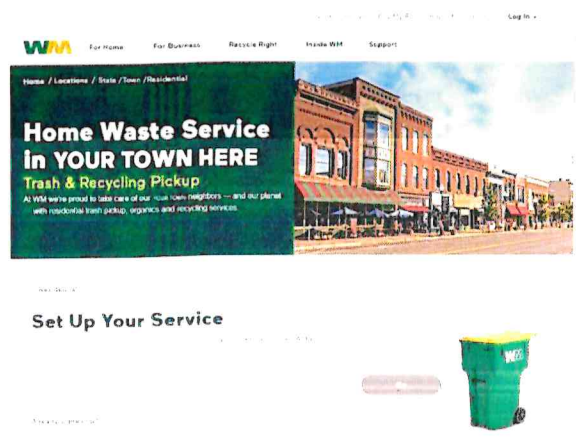 Log In
WM
For Home For Business Recycle Right Inside WM Support
Home / Locations / State /Town /Residential
Home Waste Service
in YOUR TOWN HERE
Trash & Recycling Pickup
At WM we're proud to take care of our YOUR TOWN neighbors — and our planet
with residential trash pickup, organics and recycling services.
Set Up Your Service
WM